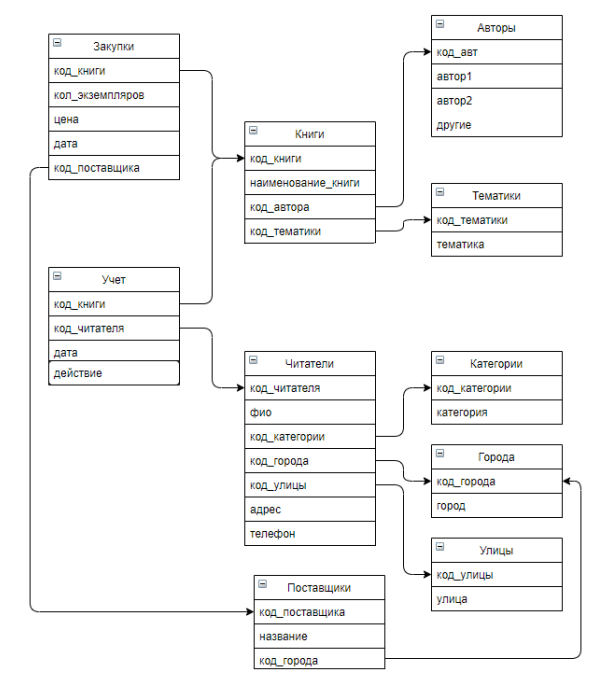 Закупки
код_книги
кол_экземпляров
цена
дата
код_поставщика
Учет
код_книги
код_читателя
дата
действие
Книги
код_книги
наименование_книги
код_автора
код_тематики
Читатели
код_читателя
фио
код_категории
код_города
код_улицы
адрес
телефон
Поставщики
код_поставщика
название
код_города
Авторы
код_авт
автор1
автор2
другие
Тематики
код_тематики
тематика
Категории
код_категории
категория
Города
код_города
город
Улицы
код_улицы
улица